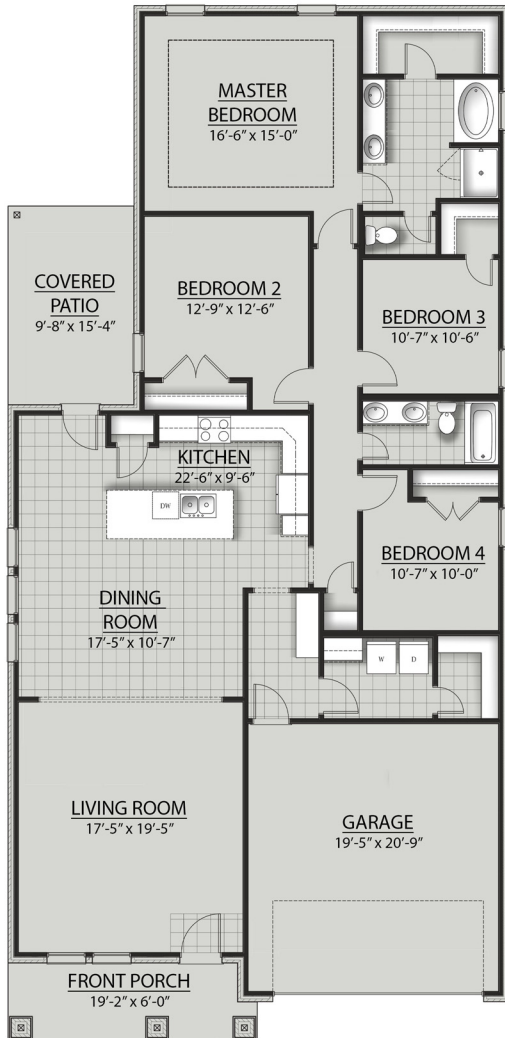 MASTER
BEDROOM
16'-6" x 15'-0"
COVERED
PATIO
9'-8" x 15'-4"
BEDROOM 2
12'-9" x 12'-6"
BEDROOM 3
10'-7" x 10'-6"
KITCHEN
22'-6" x 9'-6"
DW
BEDROOM 4
10'-7" x 10'-0"
DINING
ROOM
17'-5" x 10'-7"
W
D
LIVING ROOM
17'-5" x 19'-5"
GARAGE
19'-5" x 20'-9"
FRONT PORCH
19'-2" x 6'-0"